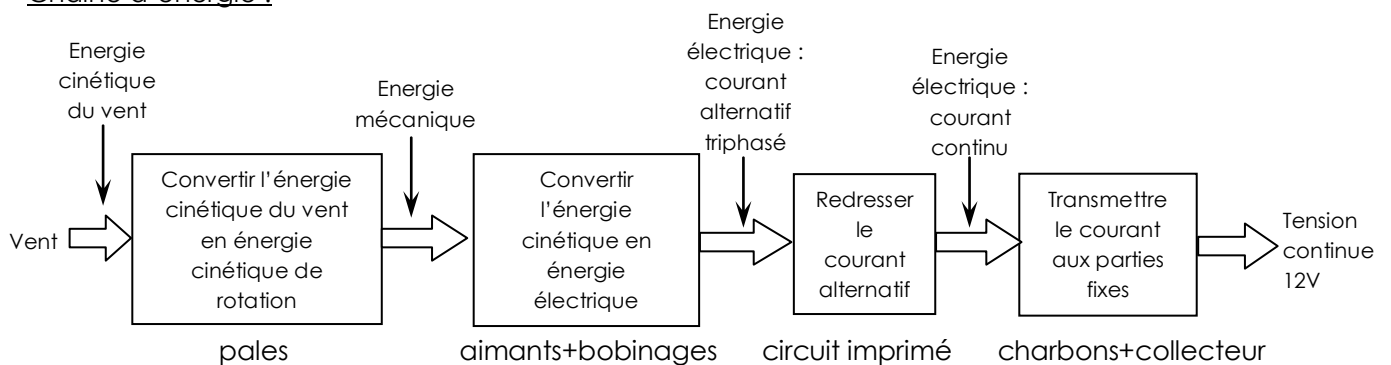 Chaîne d'énergie :
Energie
cinétique
du vent
Energie
mécanique
Energie
électrique :
courant
alternatif
triphasé
Energie
électrique :
courant
continu
Vent
Convertir l'énergie
cinétique du vent
en énergie
cinétique de
rotation
Convertir
l'énergie
cinétique en
énergie
électrique
Redresser
le
courant
alternatif
Transmettre
le courant
aux parties
fixes
Tension
continue
12V
pales
aimants+bobinages
circuit imprimé
charbons+collecteur